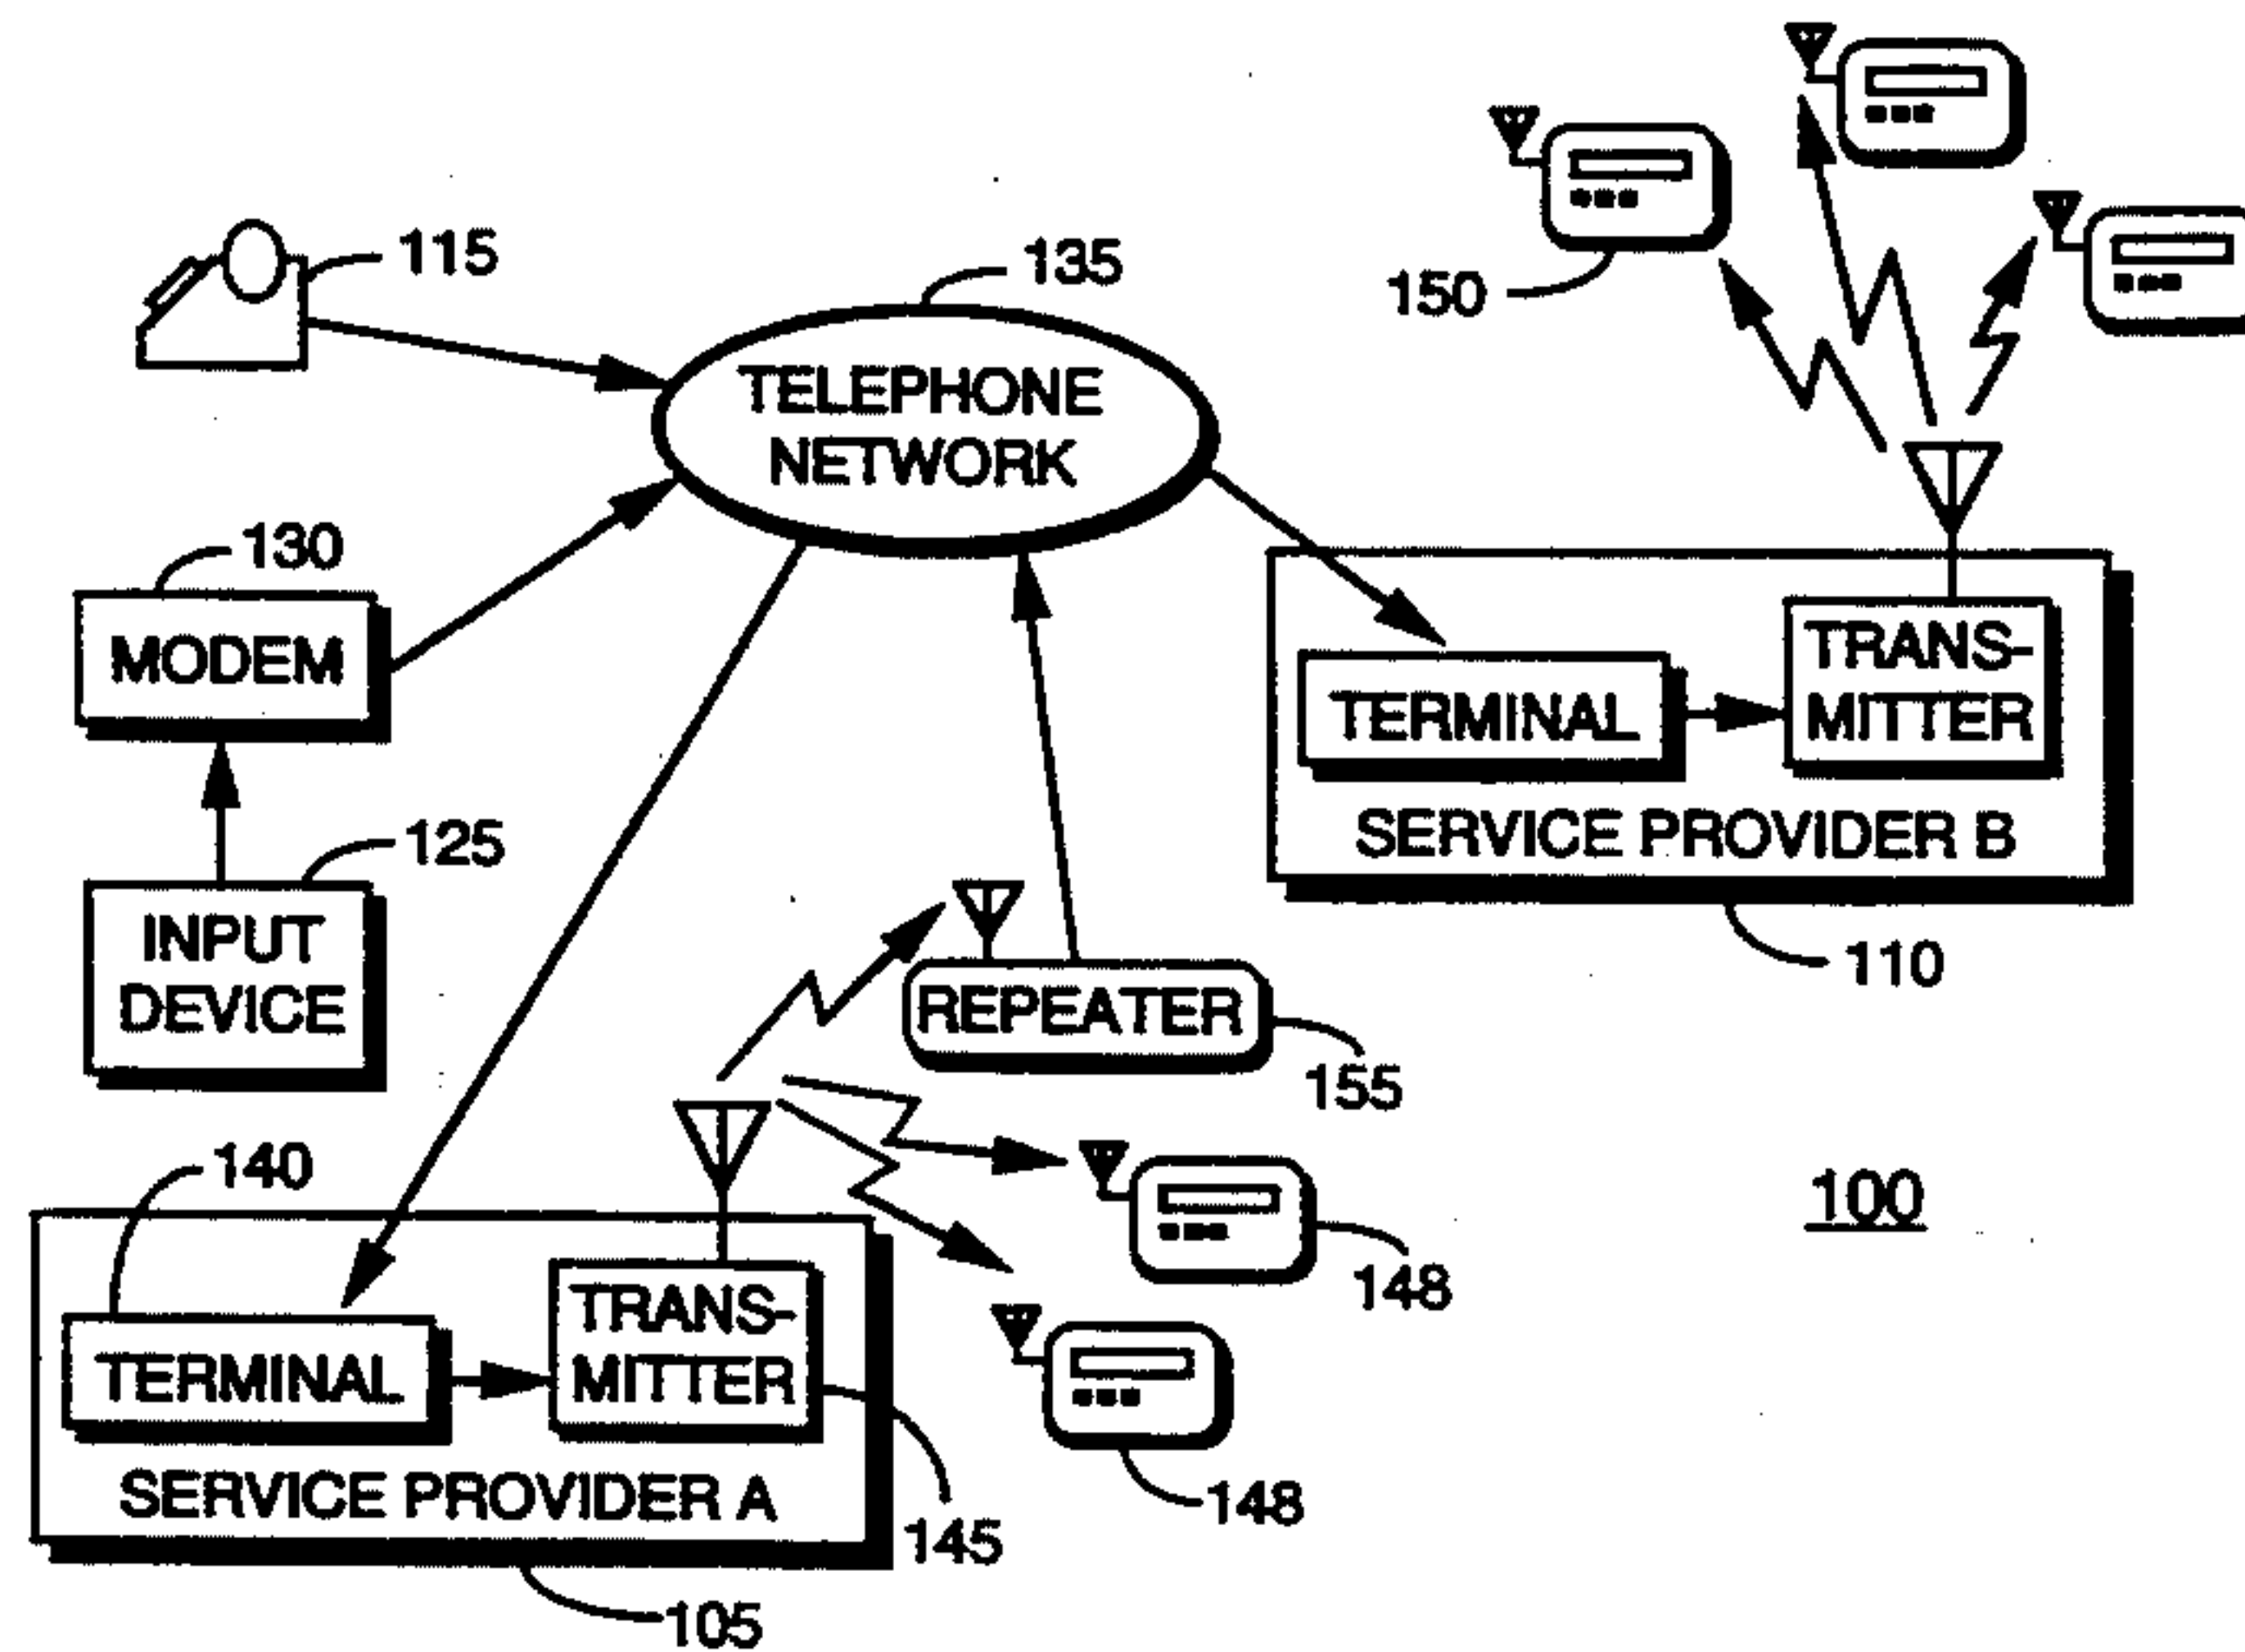 115
135
150
TELEPHONE
NETWORK
130
MODEM
TERMINAL
TRANS-
MITTER
SERVICE PROVIDER B
110
125
INPUT
DEVICE
REPEATER
155
140
148
148
100
TERMINAL
TRANS-
MITTER
SERVICE PROVIDER A
145
105